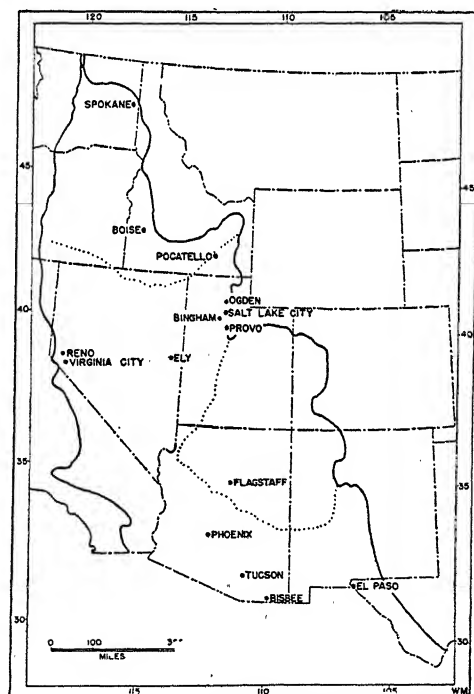 120 115 110 105
SPOKANE
45 45
BOISE
POCATELLO
OGDEN
40 SALT LAKE CITY 40
BINGHAM
PROVO
RENO
VIRGINIA CITY
ELY
35 35
FLAGSTAFF
PHOENIX
TUCSON
EL PASO
BISBEE
30 30
0 100
MILES
115 110 105